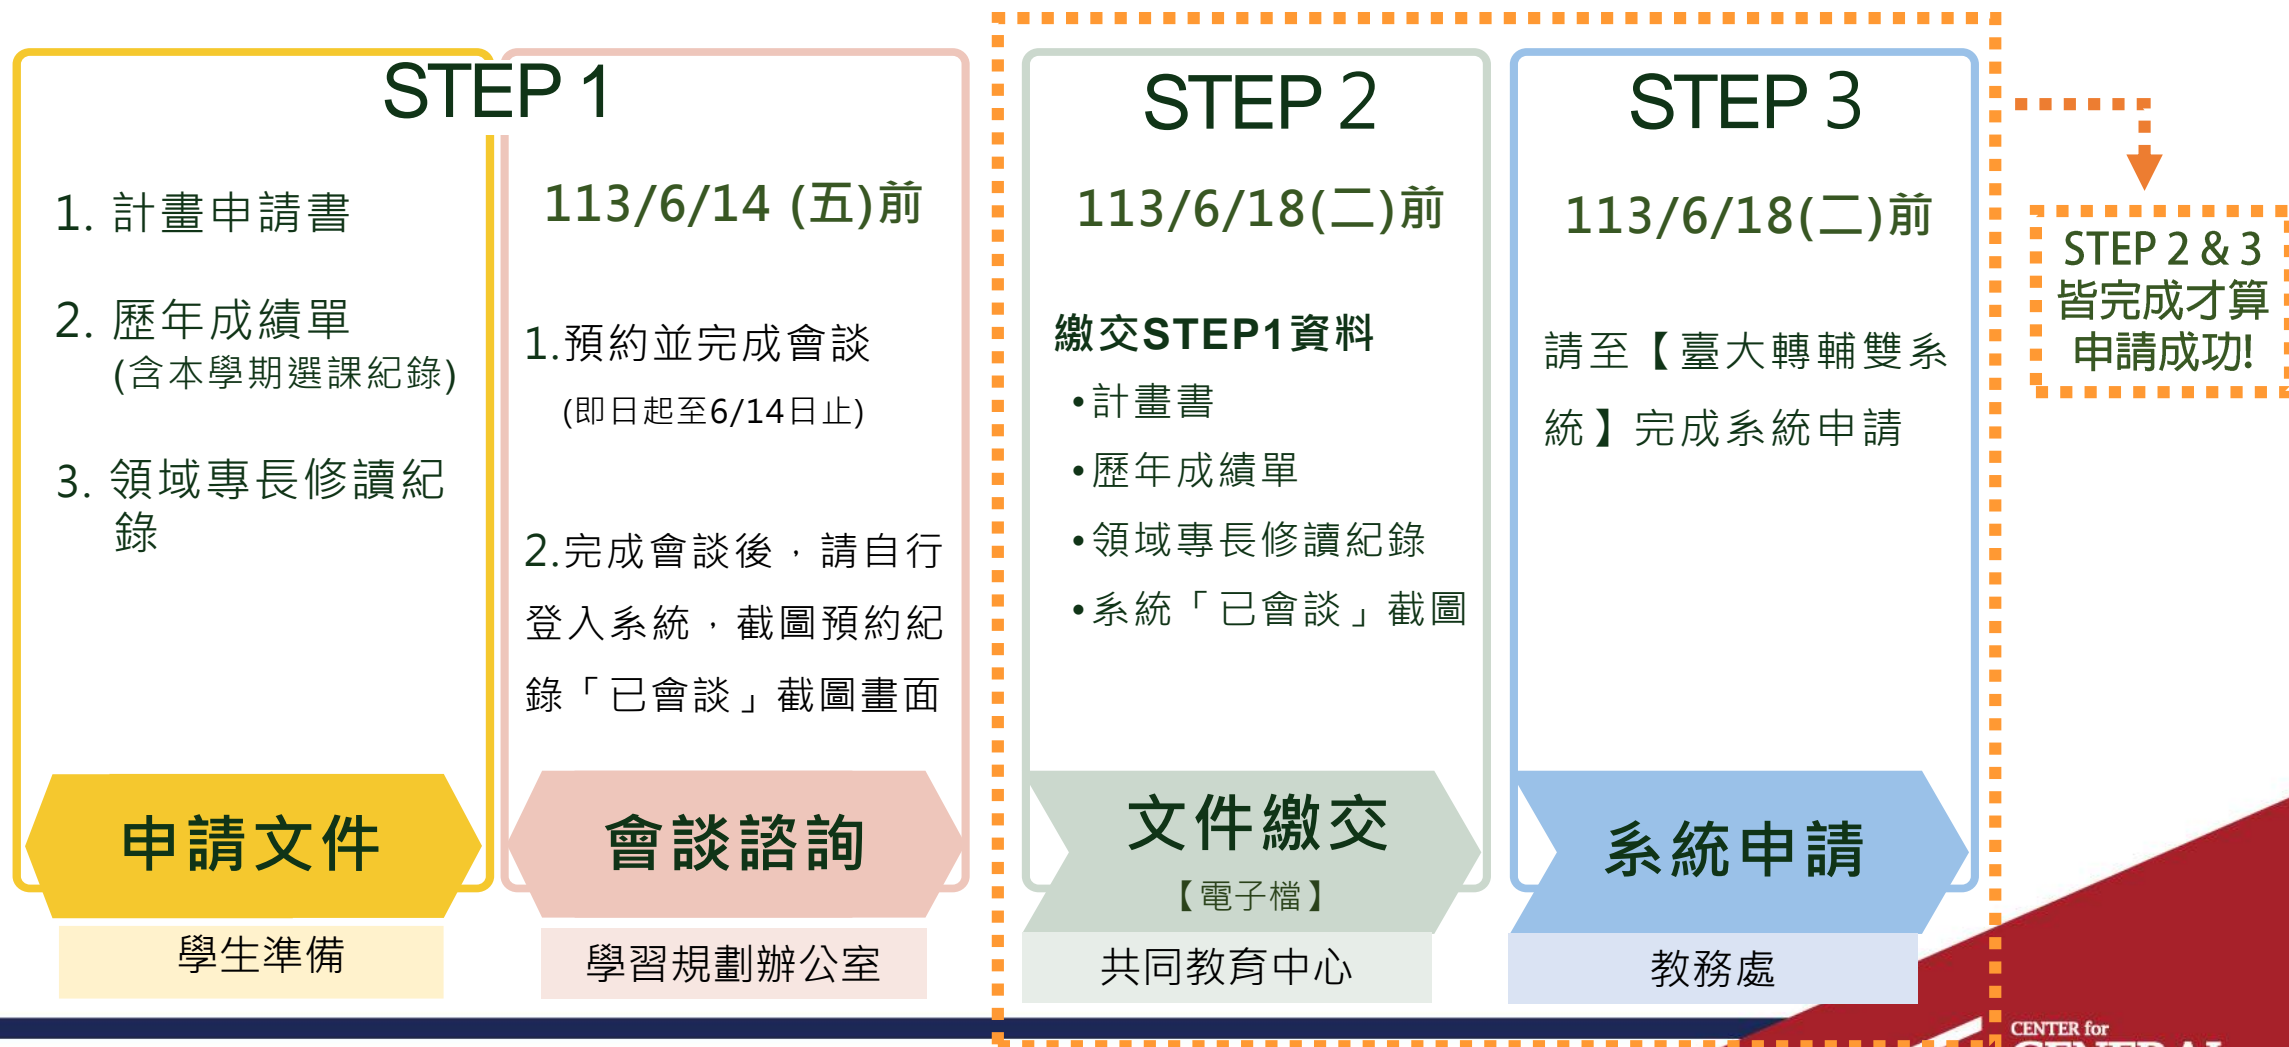 STEP 1
1. 計畫申請書
2. 歷年成績單
(含本學期選課紀錄)
3. 領域專長修讀紀
錄
申請文件
學生準備
113/6/14 (五)前
1.預約並完成會談
(即日起至6/14日止)
2.完成會談後，請自行
登入系統，截圖預約紀
錄「已會談」截圖畫面
會談諮詢
學習規劃辦公室
STEP 2
113/6/18(二)前
繳交STEP1資料
•計畫書
•歷年成績單
•領域專長修讀紀錄
•系統「已會談」截圖
文件繳交
【電子檔】
共同教育中心
STEP 3
113/6/18(二)前
請至【臺大轉輔雙系
統】完成系統申請
系統申請
教務處
STEP 2 & 3
皆完成才算
申請成功!
CENTER for